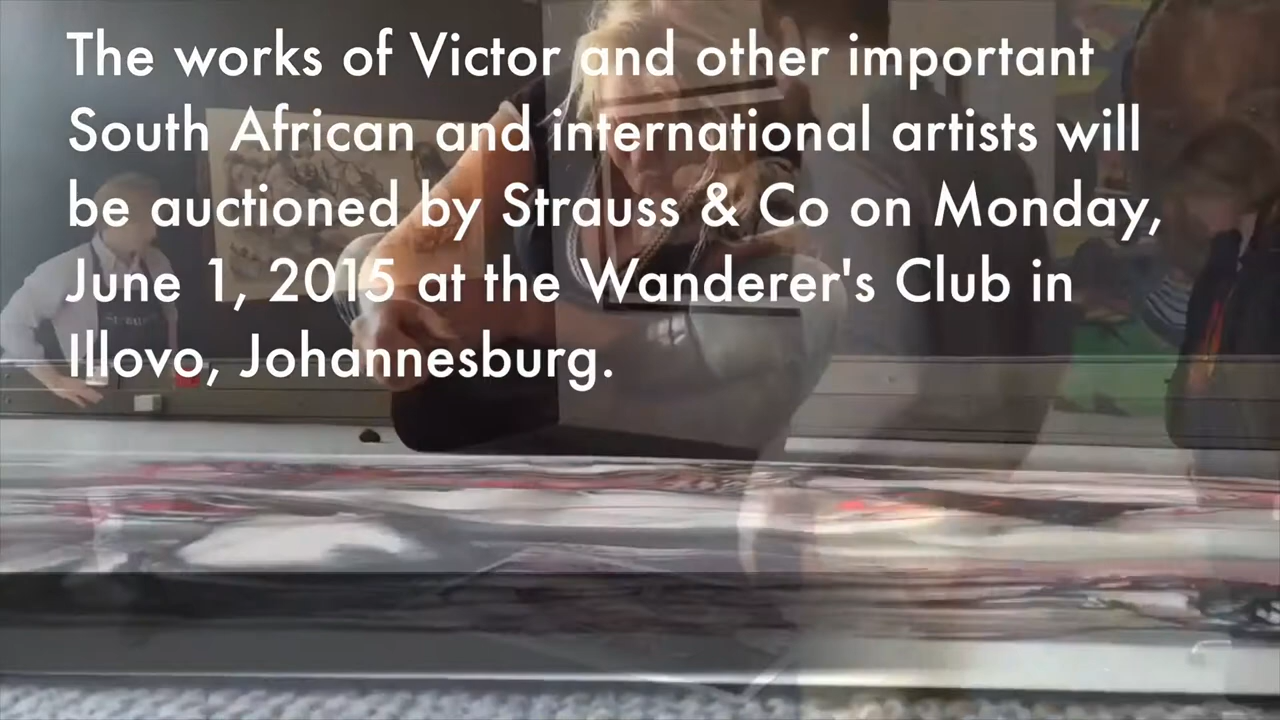 The works of Victor and other important
South African and international artists will
be auctioned by Strauss & Co on Monday,
June 1, 2015 at the Wanderer's Club in
Illovo, Johannesburg.